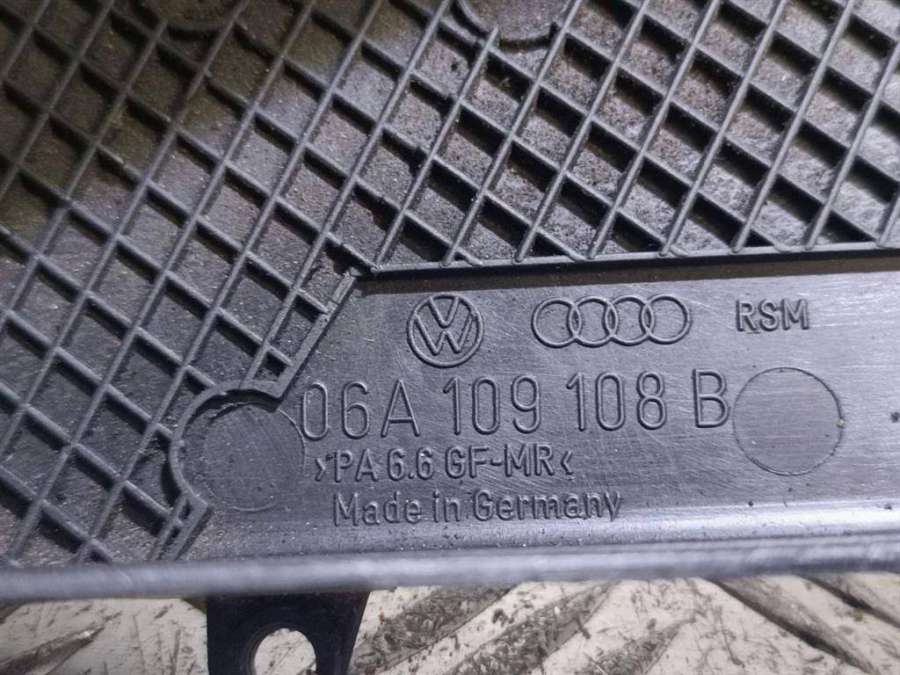 RSM
06A 109 108 B
>PA 6.6 GF-MR<
Made in Germany